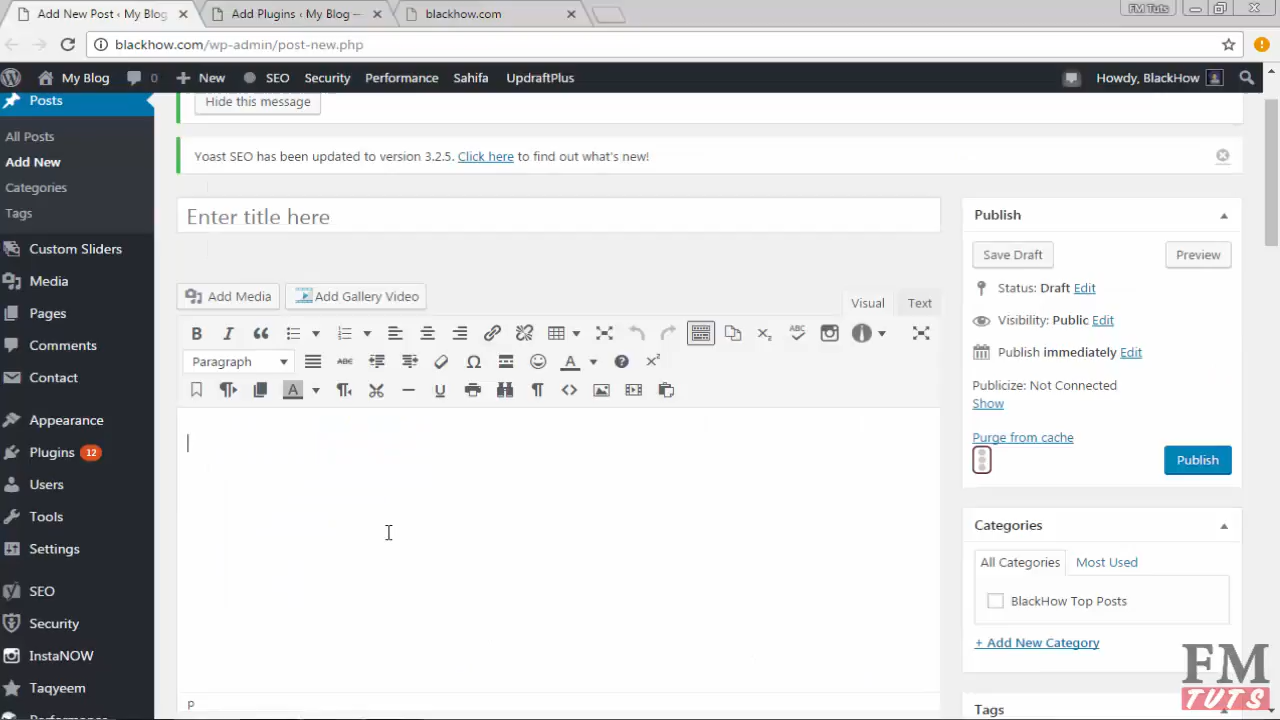 Add New Post ‹ My Blog
Add Plugins ‹ My Blog —
blackhow.com
FM Tuts
blackhow.com/wp-admin/post-new.php
My Blog
0
New
SEO
Security
Performance
Sahifa
UpdraftPlus
Howdy, BlackHow
Posts
All Posts
Add New
Categories
Tags
Custom Sliders
Media
Pages
Comments
Contact
Appearance
Plugins 12
Users
Tools
Settings
SEO
Security
InstaNOW
Taqyeem
Performance
Hide this message
Yoast SEO has been updated to version 3.2.5. Click here to find out what's new!
Enter title here
Add Media
Add Gallery Video
Visual
Text
Paragraph
ABC
p
Publish
Save Draft
Preview
Status: Draft Edit
Visibility: Public Edit
Publish immediately Edit
Publicize: Not Connected
Show
Purge from cache
Publish
Categories
All Categories
Most Used
BlackHow Top Posts
+ Add New Category
Tags
FM
TUTS